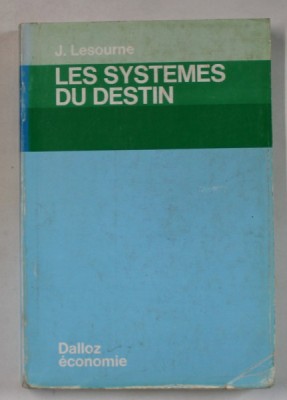 J. Lesourne
LES SYSTEMES
DU DESTIN
Dalloz
économie